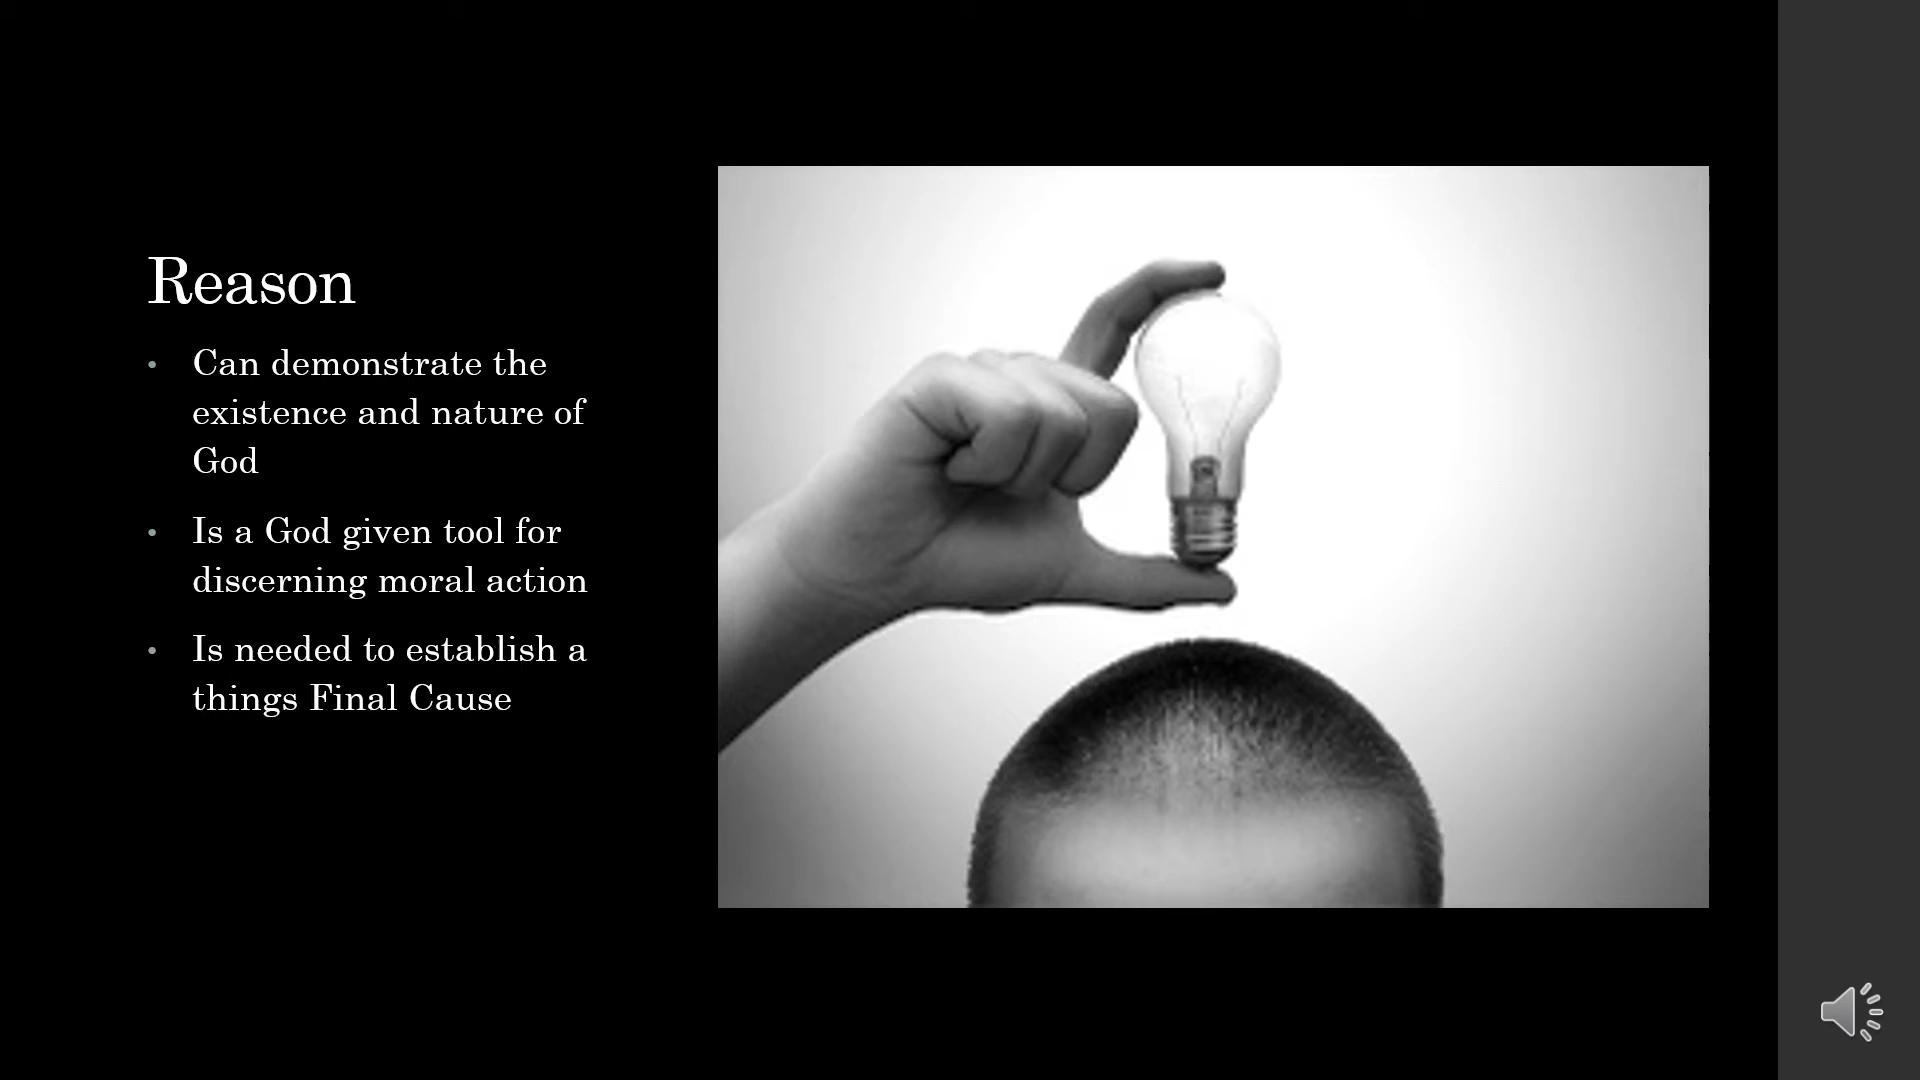 Reason
• Can demonstrate the
existence and nature of
God
• Is a God given tool for
discerning moral action
• Is needed to establish a
things Final Cause